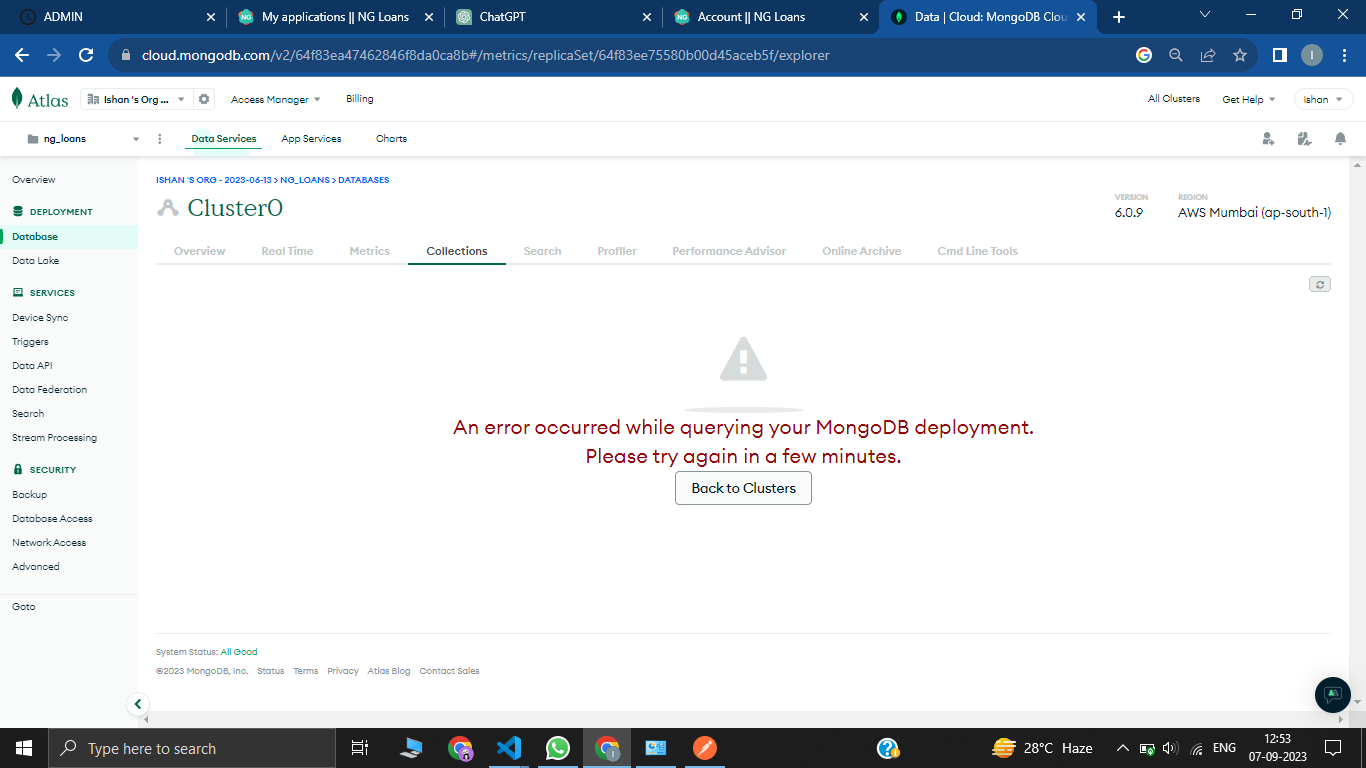 ADMIN
My applications || NG Loans
ChatGPT
Account || NG Loans
Data | Cloud: MongoDB Clou
cloud.mongodb.com/v2/64f83ea47462846f8da0ca8b#/metrics/replicaSet/64f83ee75580b00d45aceb5f/explorer
I
Atlas
Ishan 's Org ...
Access Manager
Billing
All Clusters
Get Help
Ishan
ng_loans
Data Services
App Services
Charts
Overview
DEPLOYMENT
Database
Data Lake
SERVICES
Device Sync
Triggers
Data API
Data Federation
Search
Stream Processing
SECURITY
Backup
Database Access
Network Access
Advanced
Goto
ISHAN 'S ORG - 2023-06-13 > NG_LOANS > DATABASES
Cluster0
VERSION
6.0.9
REGION
AWS Mumbai (ap-south-1)
Overview
Real Time
Metrics
Collections
Search
Profiler
Performance Advisor
Online Archive
Cmd Line Tools
An error occurred while querying your MongoDB deployment.
Please try again in a few minutes.
Back to Clusters
System Status: All Good
©2023 MongoDB, Inc.
Status
Terms
Privacy
Atlas Blog
Contact Sales
Type here to search
28°C Haze
ENG
12:53
07-09-2023